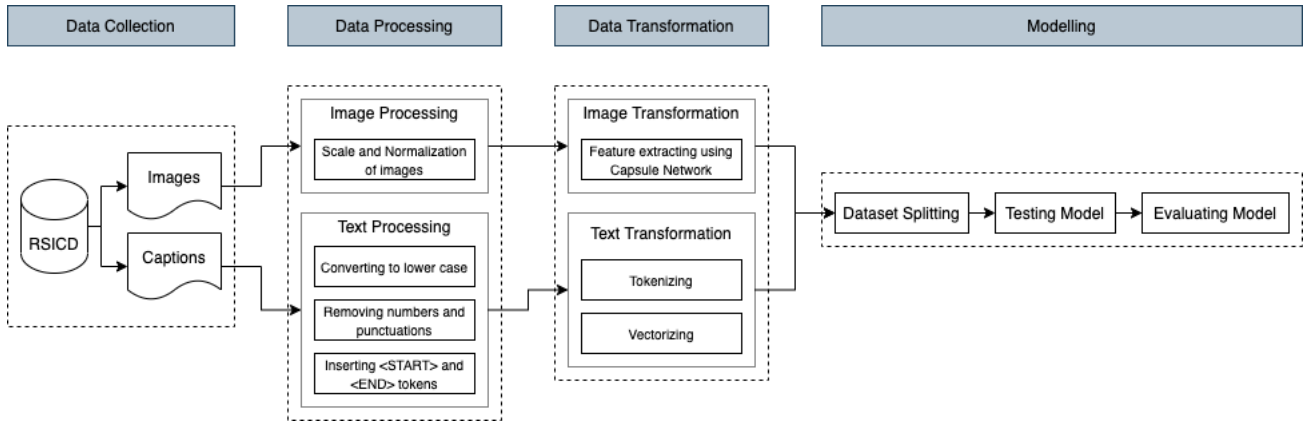 Data Collection
Data Processing
Data Transformation
Modelling
RSICD
Images
Captions
Image Processing
Scale and Normalization
of images
Text Processing
Converting to lower case
Removing numbers and
punctuations
Inserting <START> and
<END> tokens
Image Transformation
Feature extracting using
Capsule Network
Text Transformation
Tokenizing
Vectorizing
Dataset Splitting
Testing Model
Evaluating Model